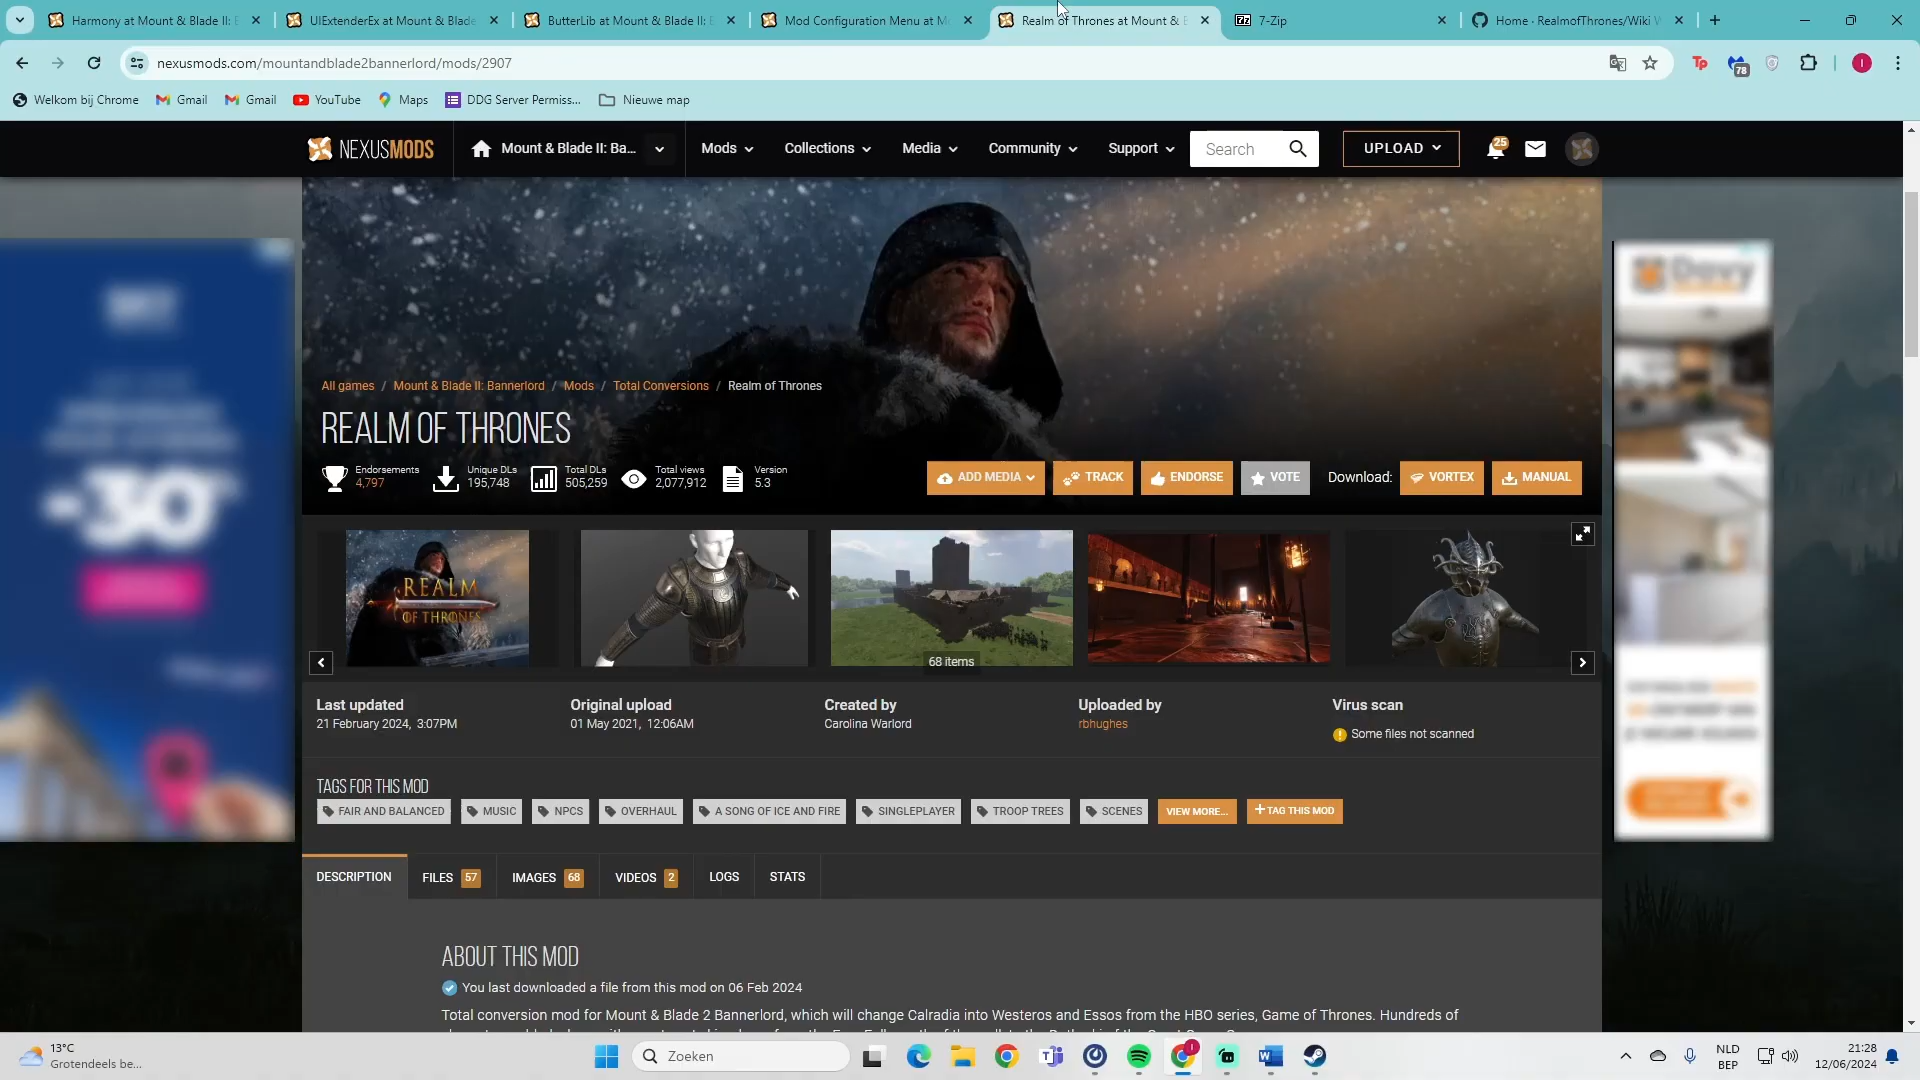 Harmony at Mount & Blade II: B
UIExtenderEx at Mount & Blade
ButterLib at Mount & Blade II: B
Mod Configuration Menu at M
Realm of Thrones at Mount & B
7-Zip
Home · RealmofThrones/Wiki W
nexusmods.com/mountandblade2bannerlord/mods/2907
Tp
78
I
Welkom bij Chrome
Gmail
Gmail
YouTube
Maps
DDG Server Permiss...
Nieuwe map
NEXUSMODS
Mount & Blade II: Ba...
Mods
Collections
Media
Community
Support
Search
UPLOAD
25
All games / Mount & Blade II: Bannerlord / Mods / Total Conversions / Realm of Thrones
REALM OF THRONES
Endorsements
4,797
Unique DLs
195,748
Total DLs
505,259
Total views
2,077,912
Version
5.3
ADD MEDIA
TRACK
ENDORSE
VOTE
Download:
VORTEX
MANUAL
REALM
OF THRONES
68 items
Last updated
21 February 2024, 3:07PM
Original upload
01 May 2021, 12:06AM
Created by
Carolina Warlord
Uploaded by
rbhughes
Virus scan
Some files not scanned
TAGS FOR THIS MOD
FAIR AND BALANCED
MUSIC
NPCS
OVERHAUL
A SONG OF ICE AND FIRE
SINGLEPLAYER
TROOP TREES
SCENES
VIEW MORE...
+ TAG THIS MOD
DESCRIPTION
FILES 57
IMAGES 68
VIDEOS 2
LOGS
STATS
ABOUT THIS MOD
You last downloaded a file from this mod on 06 Feb 2024
Total conversion mod for Mount & Blade 2 Bannerlord, which will change Calradia into Westeros and Essos from the HBO series, Game of Thrones. Hundreds of
13°C
Grotendeels be...
Zoeken
NLD
BEP
21:28
12/06/2024